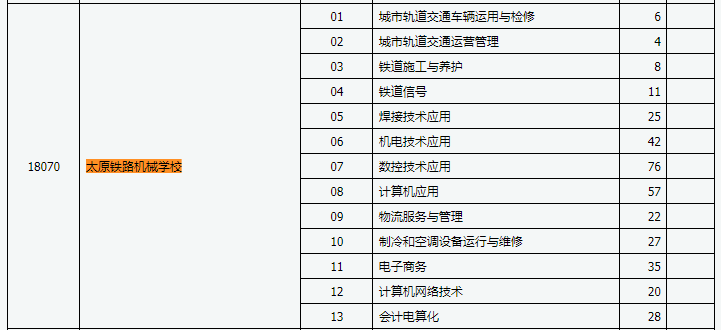 01 城市轨道交通车辆运用与检修 6
02 城市轨道交通运营管理 4
03 铁道施工与养护 8
04 铁道信号 11
05 焊接技术应用 25
06 机电技术应用 42
18070 太原铁路机械学校 07 数控技术应用 76
08 计算机应用 57
09 物流服务与管理 22
10 制冷和空调设备运行与维修 27
11 电子商务 35
12 计算机网络技术 20
13 会计电算化 28